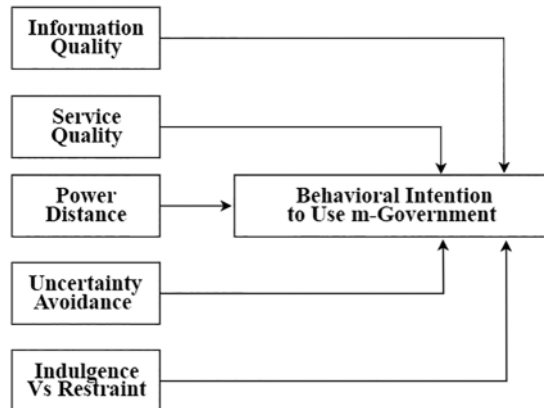 Information
Quality
Service
Quality
Power
Distance
Behavioral Intention
to Use m-Government
Uncertainty
Avoidance
Indulgence
Vs Restraint